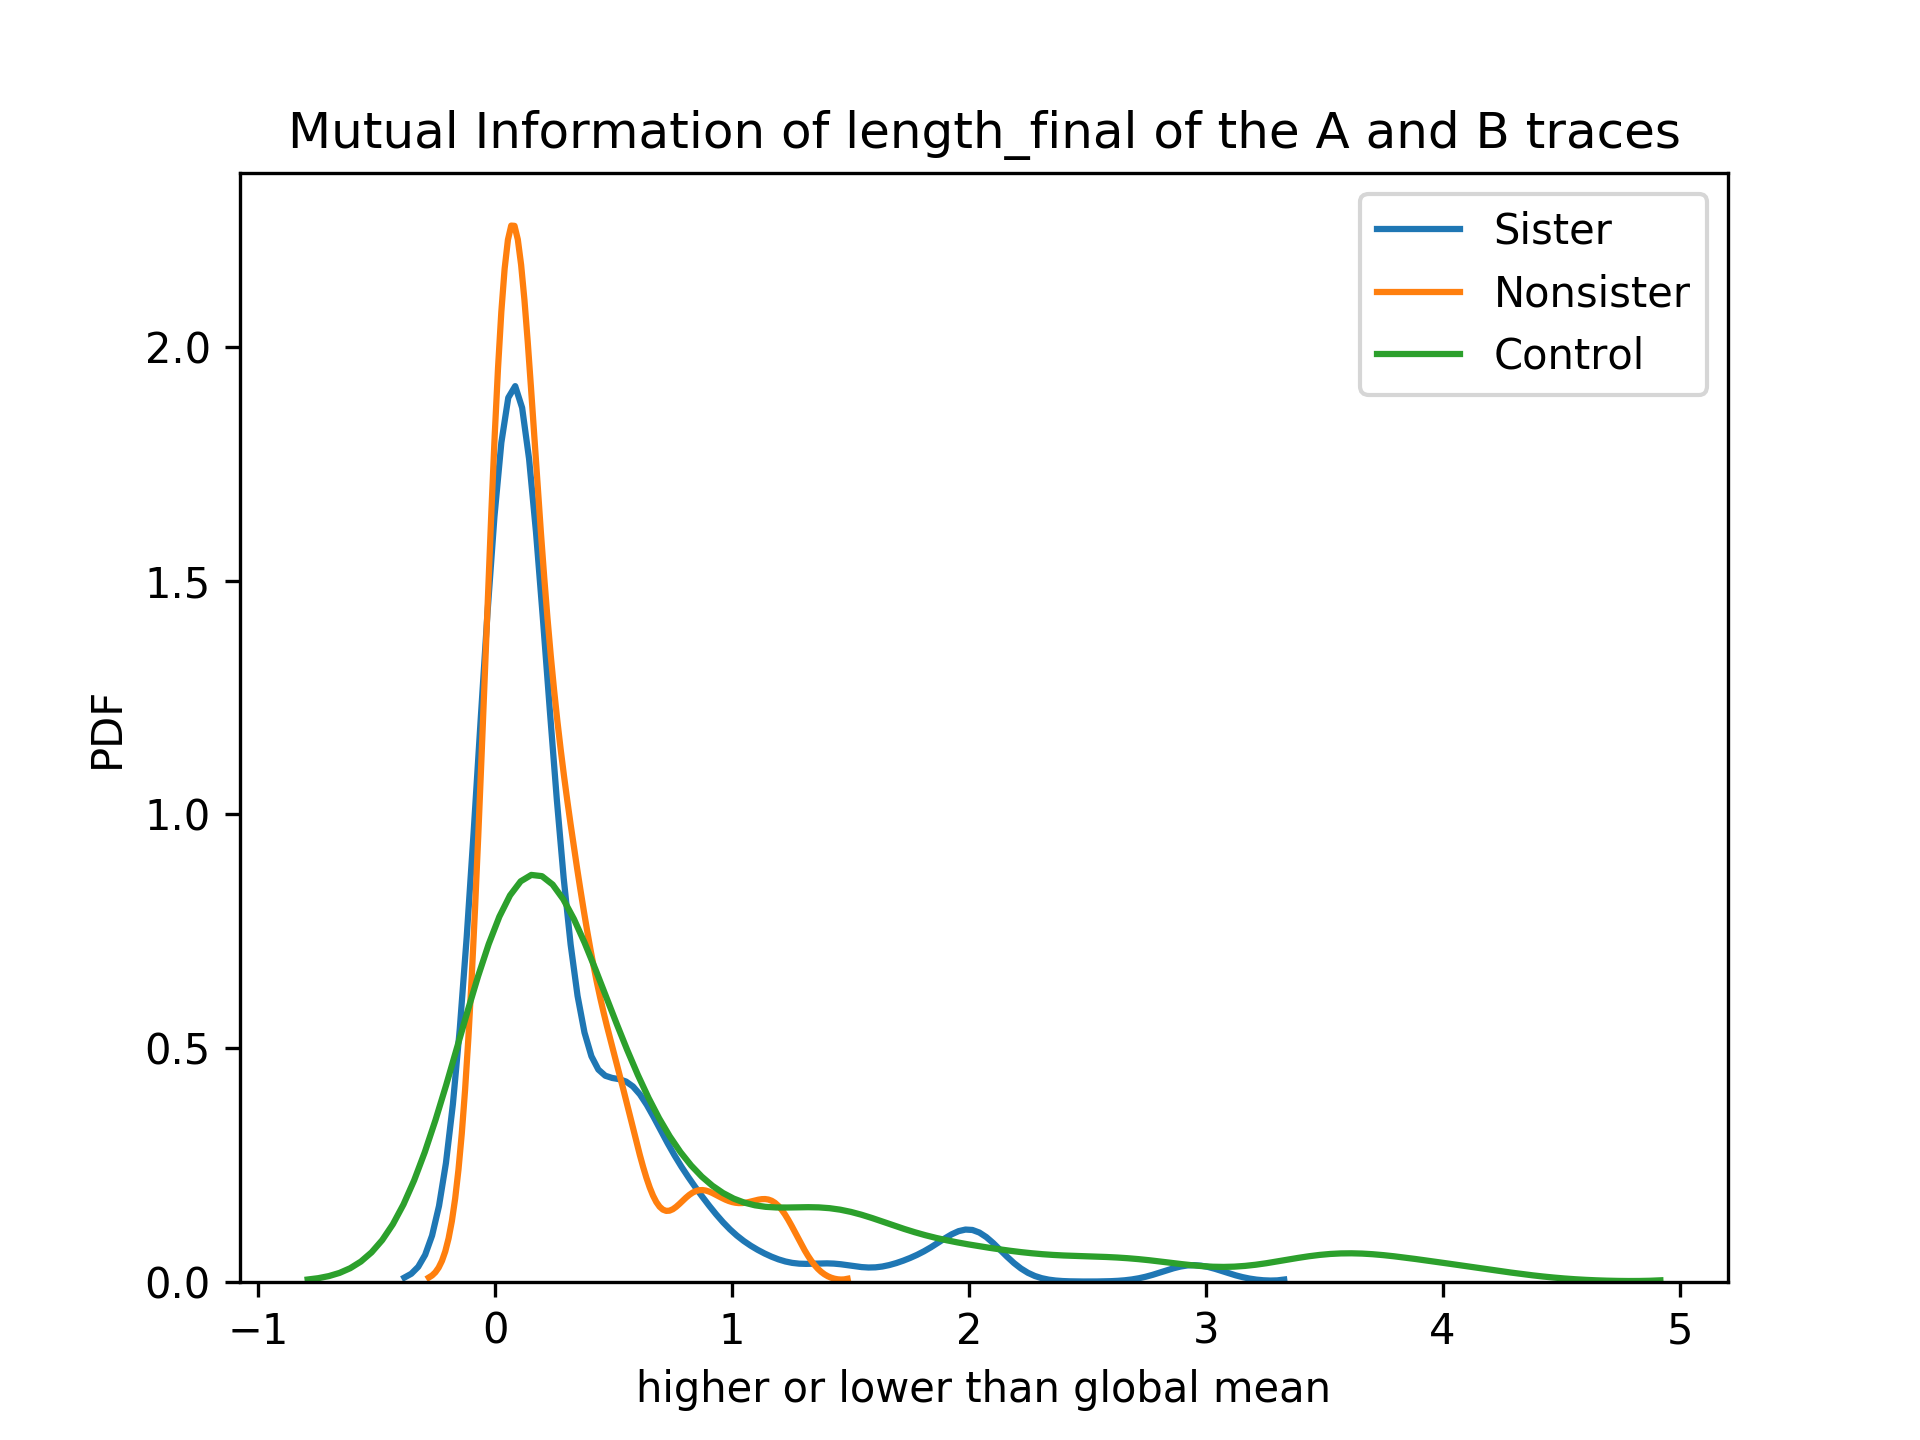 Mutual Information of length_final of the A and B traces
Sister
Nonsister
Control
PDF
2.0
1.5
1.0
0.5
0.0
−1 0 1 2 3 4 5
higher or lower than global mean